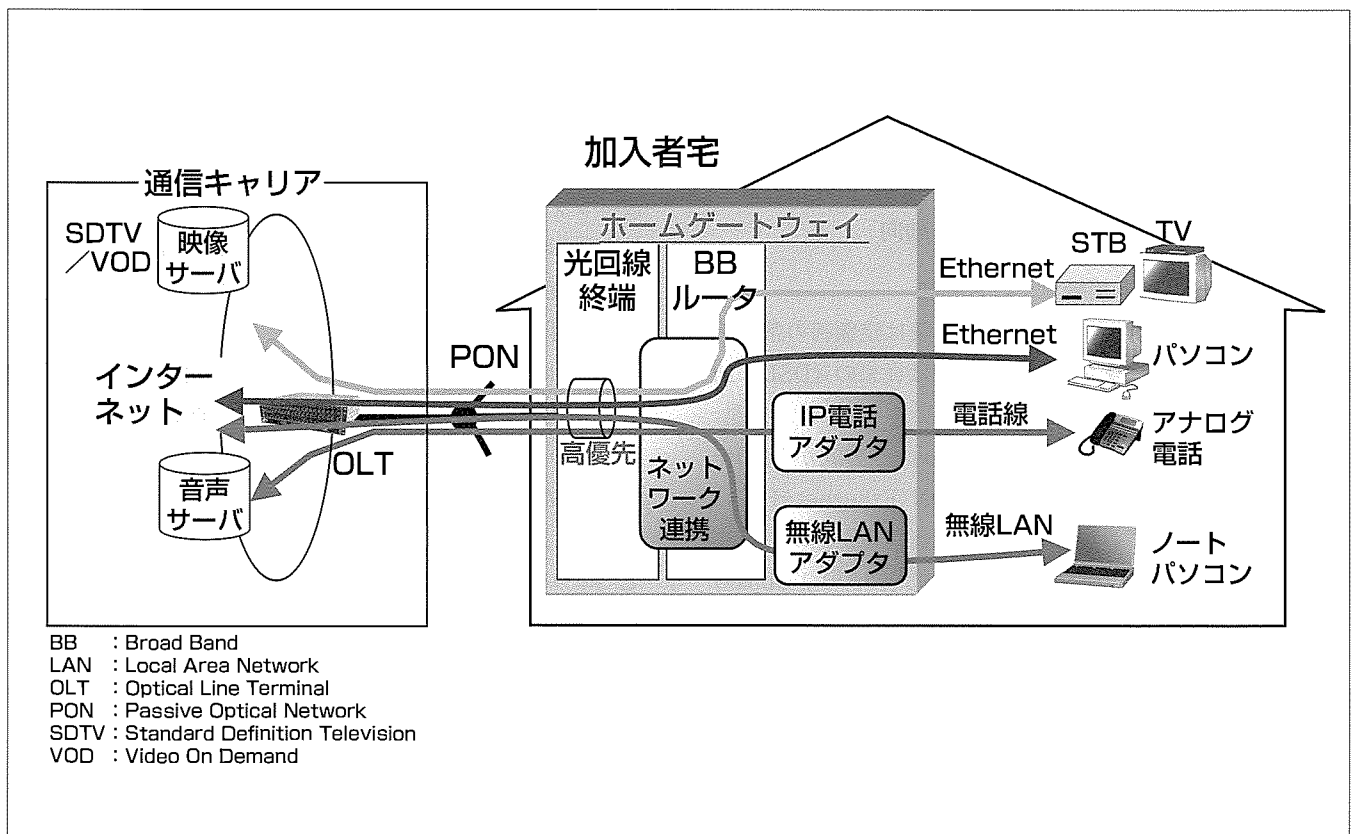 加入者宅
通信キャリア
SDTV
／VOD
映像
サーバ
インター
ネット
音声
サーバ
OLT
PON
ホームゲートウェイ
光回線
終端
BB
ルータ
高優先
ネット
ワーク
連携
IP電話
アダプタ
無線LAN
アダプタ
Ethernet
STB
TV
Ethernet
パソコン
電話線
アナログ
電話
無線LAN
ノート
パソコン
BB : Broad Band
LAN : Local Area Network
OLT : Optical Line Terminal
PON : Passive Optical Network
SDTV : Standard Definition Television
VOD : Video On Demand